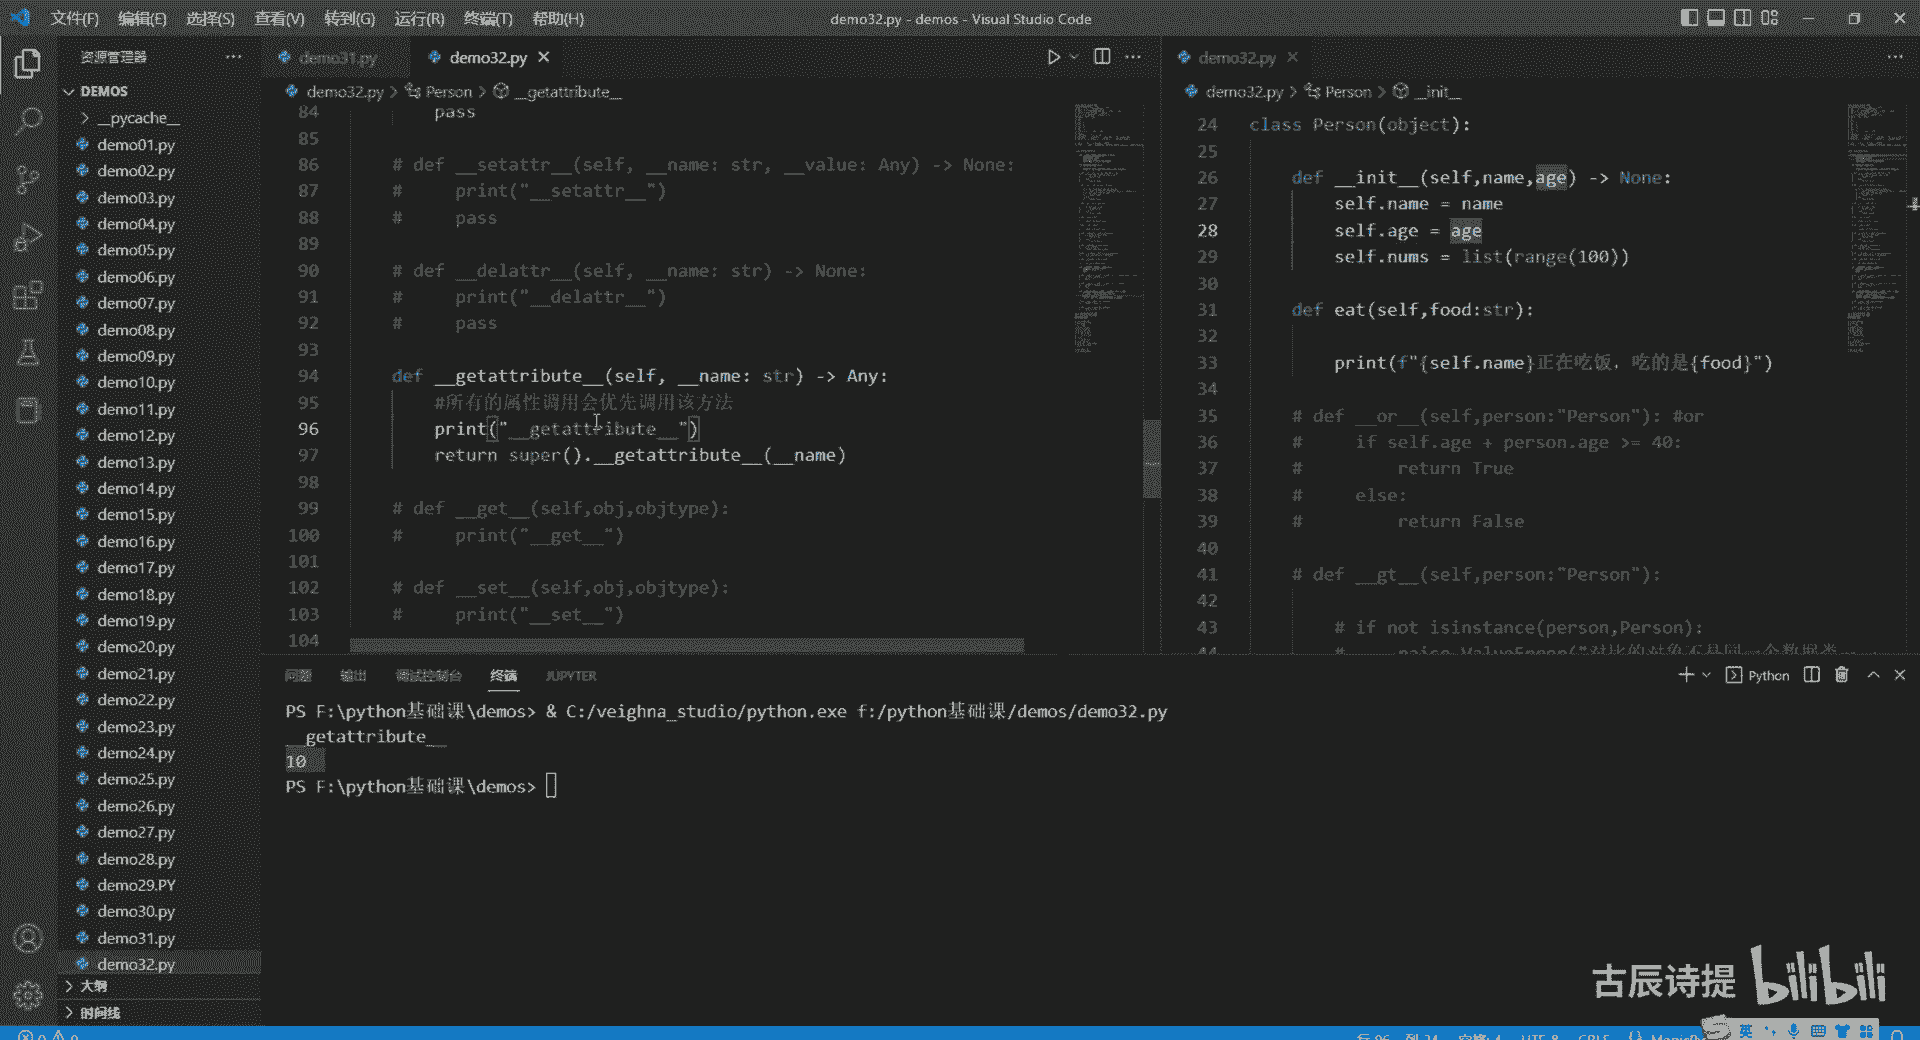 文件(F) 编辑(E) 选择(S) 查看(V) 转到(G) 运行(R) 终端(T) 帮助(H) demo32.py - demos - Visual Studio Code
资源管理器
DEMOS
__pycache__
demo01.py
demo02.py
demo03.py
demo04.py
demo05.py
demo06.py
demo07.py
demo08.py
demo09.py
demo10.py
demo11.py
demo12.py
demo13.py
demo14.py
demo15.py
demo16.py
demo17.py
demo18.py
demo19.py
demo20.py
demo21.py
demo22.py
demo23.py
demo24.py
demo25.py
demo26.py
demo27.py
demo28.py
demo29.PY
demo30.py
demo31.py
demo32.py
大纲
时间线
demo31.py demo32.py
demo32.py > Person > __getattribute__
84 pass
85
86 # def __setattr__(self, __name: str, __value: Any) -> None:
87 # print("__setattr__")
88 # pass
89
90 # def __delattr__(self, __name: str) -> None:
91 # print("__delattr__")
92 # pass
93
94 def __getattribute__(self, __name: str) -> Any:
95 #所有的属性调用会优先调用该方法
96 print("__getattribute__")
97 return super().__getattribute__(__name)
98
99 # def __get__(self,obj,objtype):
100 # print("__get__")
101
102 # def __set__(self,obj,objtype):
103 # print("__set__")
104
demo32.py
demo32.py > Person > __init__
24 class Person(object):
25
26 def __init__(self,name,age) -> None:
27 self.name = name
28 self.age = age
29 self.nums = list(range(100))
30
31 def eat(self,food:str):
32
33 print(f"{self.name}正在吃饭，吃的是{food}")
34
35 # def __or__(self,person:"Person"): #or
36 # if self.age + person.age >= 40:
37 # return True
38 # else:
39 # return False
40
41 # def __gt__(self,person:"Person"):
42
43 # if not isinstance(person,Person):
44 # raise ValueError("对比的对象不是同一个数据类
问题 输出 调试控制台 终端 JUPYTER
Python
PS F:\python基础课\demos> & C:/veighna_studio/python.exe f:/python基础课/demos/demo32.py
__getattribute__
10
PS F:\python基础课\demos>
古辰诗提 bilibili
英